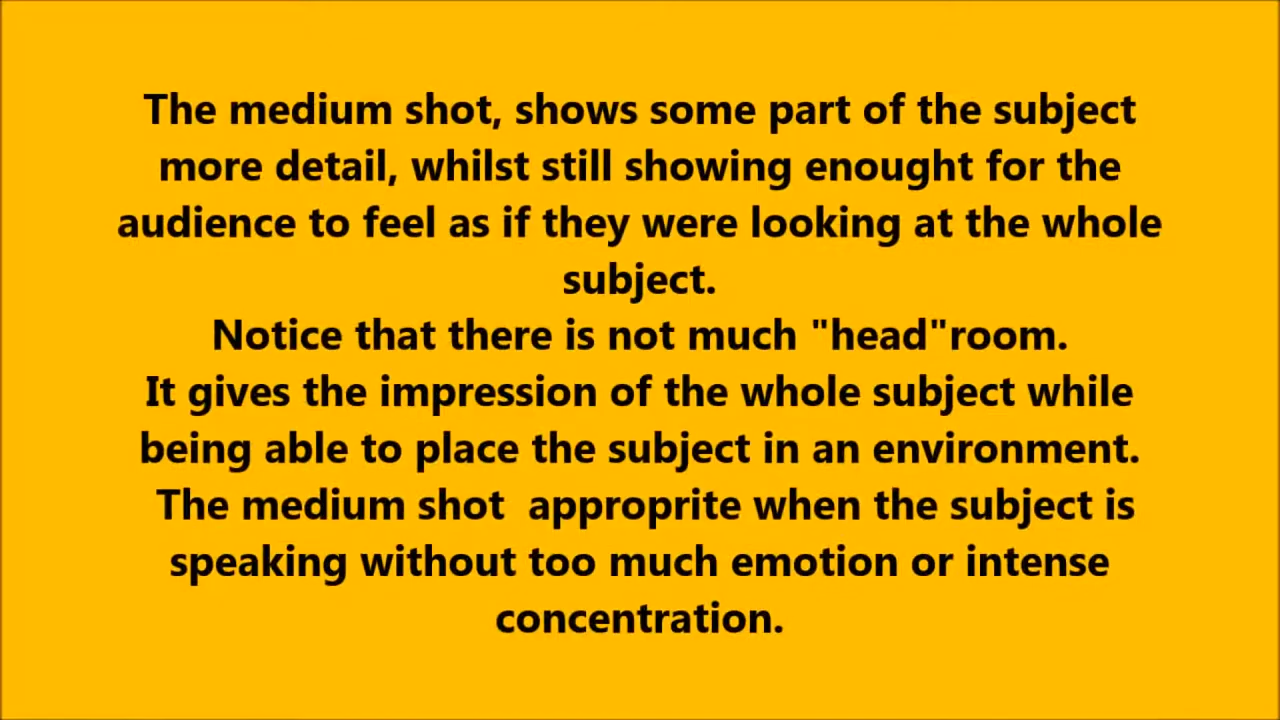 The medium shot, shows some part of the subject
more detail, whilst still showing enought for the
audience to feel as if they were looking at the whole
subject.
Notice that there is not much "head"room.
It gives the impression of the whole subject while
being able to place the subject in an environment.
The medium shot  approprite when the subject is
speaking without too much emotion or intense
concentration.